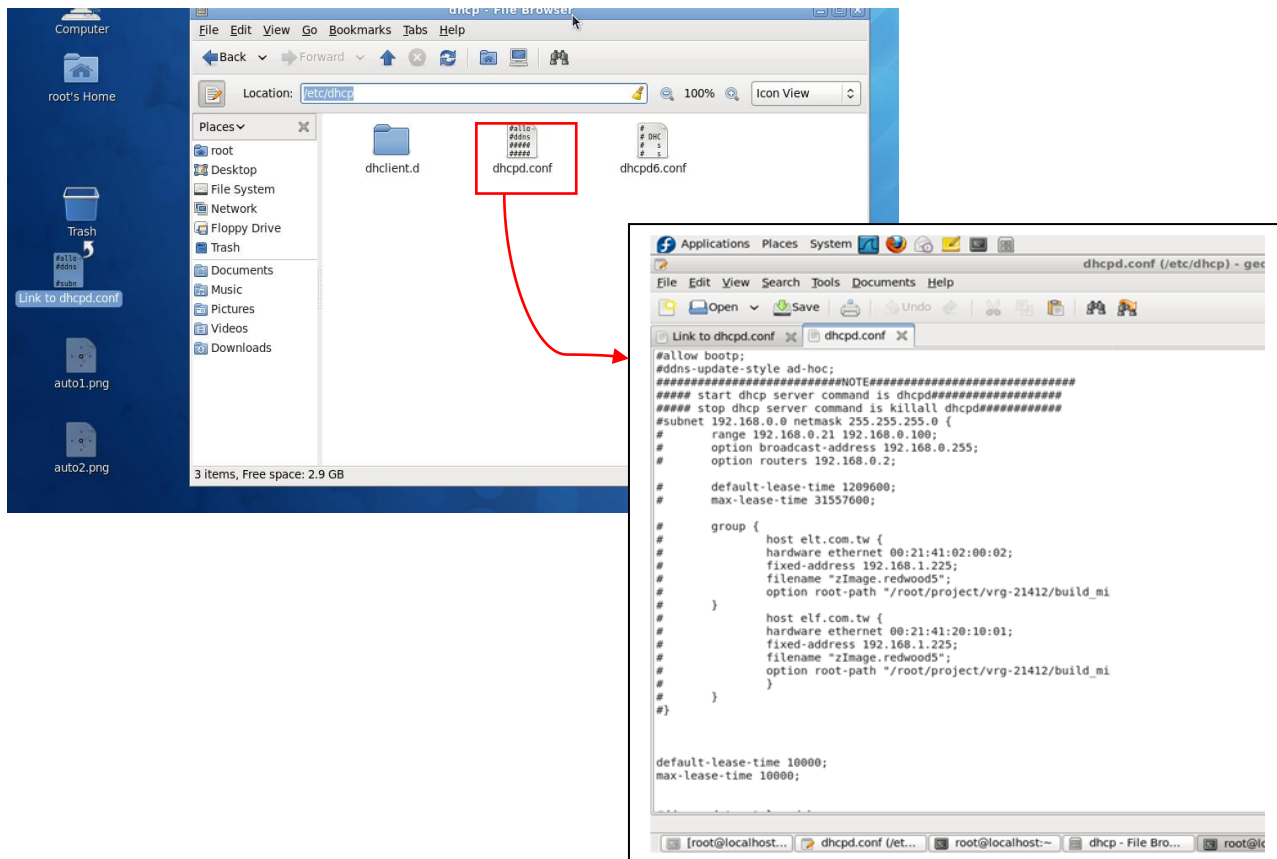 Computer
root's Home
Trash
Link to dhcpd.conf
auto1.png
auto2.png
dhcp - File Browser
File Edit View Go Bookmarks Tabs Help
Back Forward
Location: /etc/dhcp 100% Icon View
Places
root
Desktop
File System
Network
Floppy Drive
Trash
Documents
Music
Pictures
Videos
Downloads
#allo
#ddns
#####
#####
# DHC
# s
# s
#allo
#ddns
#subn
dhclient.d dhcpd.conf dhcpd6.conf
3 items, Free space: 2.9 GB
Applications Places System
dhcpd.conf (/etc/dhcp) - ged
File Edit View Search Tools Documents Help
Open Save Undo
Link to dhcpd.conf dhcpd.conf
#allow bootp;
#ddns-update-style ad-hoc;
###########################NOTE##############################
##### start dhcp server command is dhcpd###################
##### stop dhcp server command is killall dhcpd############
#subnet 192.168.0.0 netmask 255.255.255.0 {
# range 192.168.0.21 192.168.0.100;
# option broadcast-address 192.168.0.255;
# option routers 192.168.0.2;
# default-lease-time 1209600;
# max-lease-time 31557600;
# group {
# host elt.com.tw {
# hardware ethernet 00:21:41:02:00:02;
# fixed-address 192.168.1.225;
# filename "zImage.redwood5";
# option root-path "/root/project/vrg-21412/build_mi
# }
# host elf.com.tw {
# hardware ethernet 00:21:41:20:10:01;
# fixed-address 192.168.1.225;
# filename "zImage.redwood5";
# option root-path "/root/project/vrg-21412/build_mi
# }
# }
#}
default-lease-time 10000;
max-lease-time 10000;
[root@localhost... dhcpd.conf (/et... root@localhost:~ dhcp - File Bro... root@lo